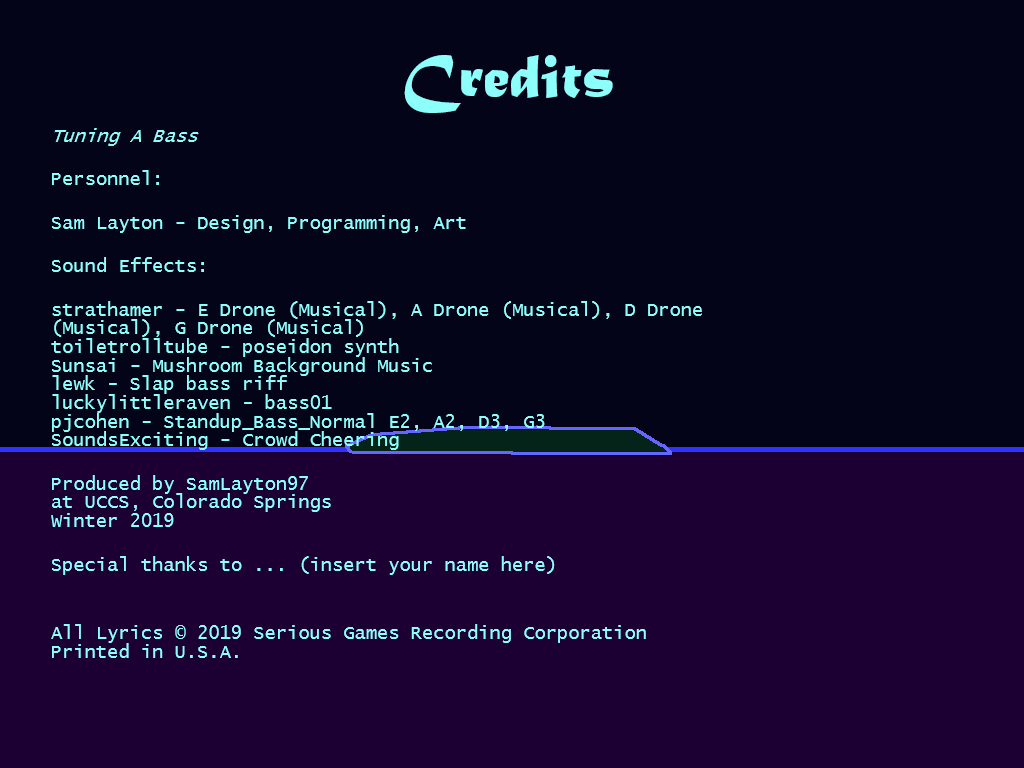 Credits
Tuning A Bass
Personnel:
Sam Layton - Design, Programming, Art
Sound Effects:
strathamer - E Drone (Musical), A Drone (Musical), D Drone
(Musical), G Drone (Musical)
toiletrolltube - poseidon synth
Sunsai - Mushroom Background Music
lewk - Slap bass riff
luckylittleraven - bass01
pjcohen - Standup_Bass_Normal E2, A2, D3, G3
SoundsExciting - Crowd Cheering
Produced by SamLayton97
at UCCS, Colorado Springs
Winter 2019
Special thanks to ... (insert your name here)
All Lyrics © 2019 Serious Games Recording Corporation
Printed in U.S.A.